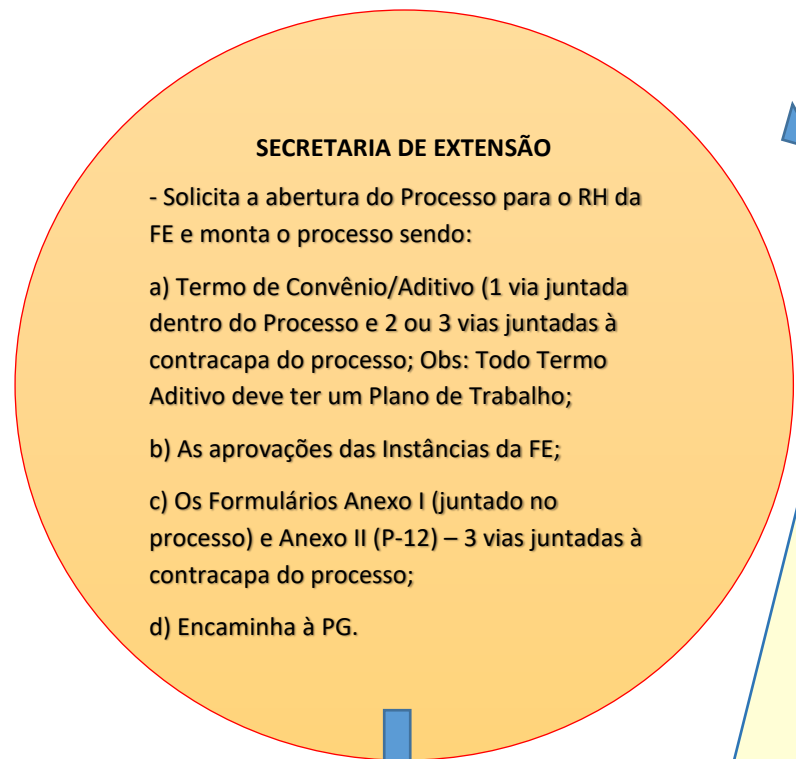 SECRETARIA DE EXTENSÃO
- Solicita a abertura do Processo para o RH da
FE e monta o processo sendo:
a) Termo de Convênio/Aditivo (1 via juntada
dentro do Processo e 2 ou 3 vias juntadas à
contracapa do processo; Obs: Todo Termo
Aditivo deve ter um Plano de Trabalho;
b) As aprovações das Instâncias da FE;
c) Os Formulários Anexo I (juntado no
processo) e Anexo II (P-12) – 3 vias juntadas à
contracapa do processo;
d) Encaminha à PG.